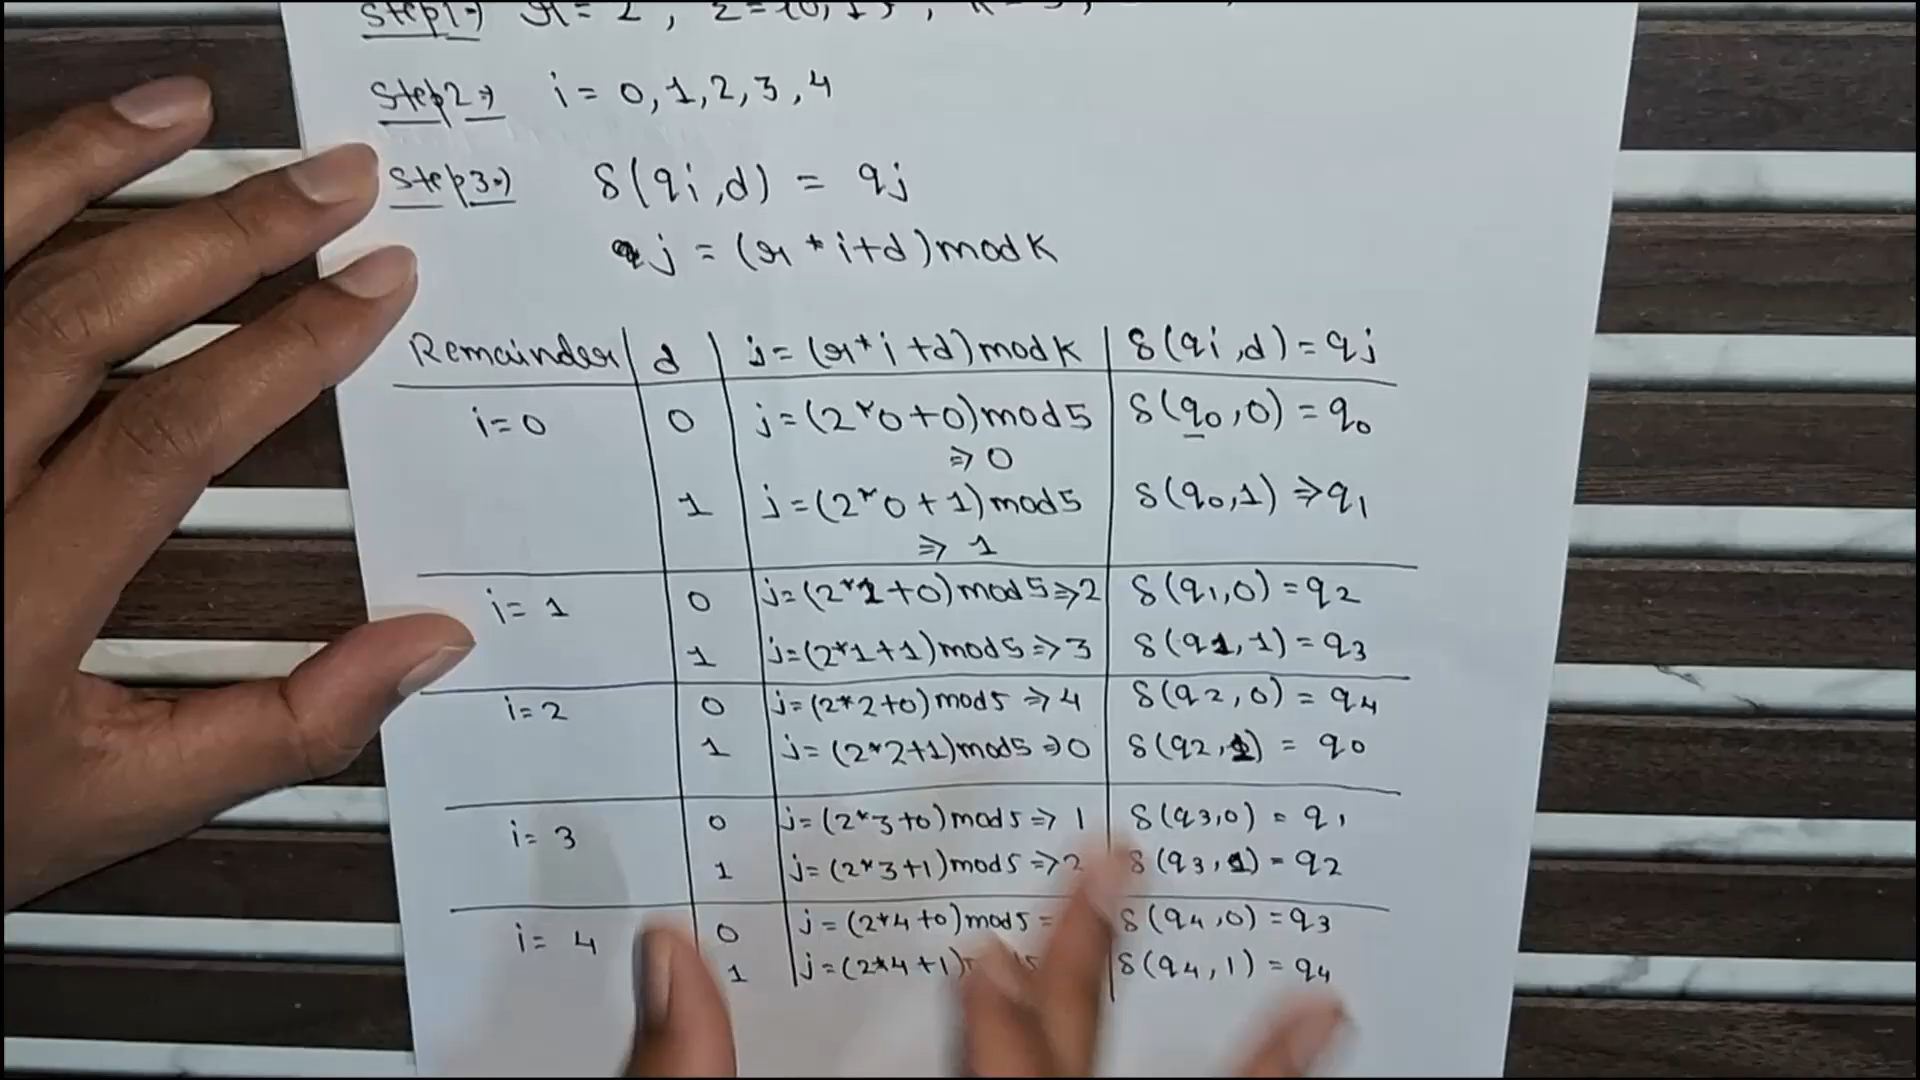 Step1→ r = 2 ,
Step2→ i = 0, 1, 2, 3, 4
Step3→ δ(qi, d) = qj
j = (r * i + d) mod k
Remainder d j = (r * i + d) mod k δ(qi, d) = qj
i = 0 0 j = (2*0+0) mod 5 δ(q0, 0) = q0
⇒ 0
1 j = (2*0+1) mod 5 δ(q0, 1) ⇒ q1
⇒ 1
i = 1 0 j = (2*1+0) mod 5 ⇒ 2 δ(q1, 0) = q2
1 j = (2*1+1) mod 5 ⇒ 3 δ(q1, 1) = q3
i = 2 0 j = (2*2+0) mod 5 ⇒ 4 δ(q2, 0) = q4
1 j = (2*2+1) mod 5 ⇒ 0 δ(q2, 1) = q0
i = 3 0 j = (2*3+0) mod 5 ⇒ 1 δ(q3, 0) = q1
1 j = (2*3+1) mod 5 ⇒ 2 δ(q3, 1) = q2
i = 4 0 j = (2*4+0) mod 5 = δ(q4, 0) = q3
1 j = (2*4+1) δ(q4, 1) = q4